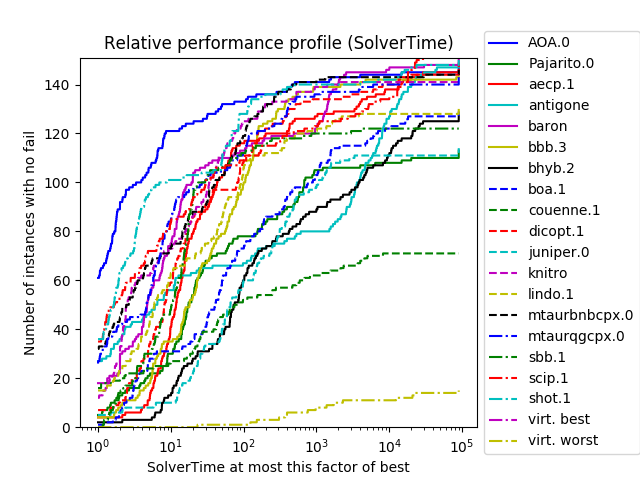 Relative performance profile (SolverTime)
Number of instances with no fail
140
120
100
80
60
40
20
0
10^0
10^1
10^2
10^3
10^4
10^5
SolverTime at most this factor of best
AOA.0
Pajarito.0
aecp.1
antigone
baron
bbb.3
bhyb.2
boa.1
couenne.1
dicopt.1
juniper.0
knitro
lindo.1
mtaurbnbcpx.0
mtaurqgcpx.0
sbb.1
scip.1
shot.1
virt. best
virt. worst